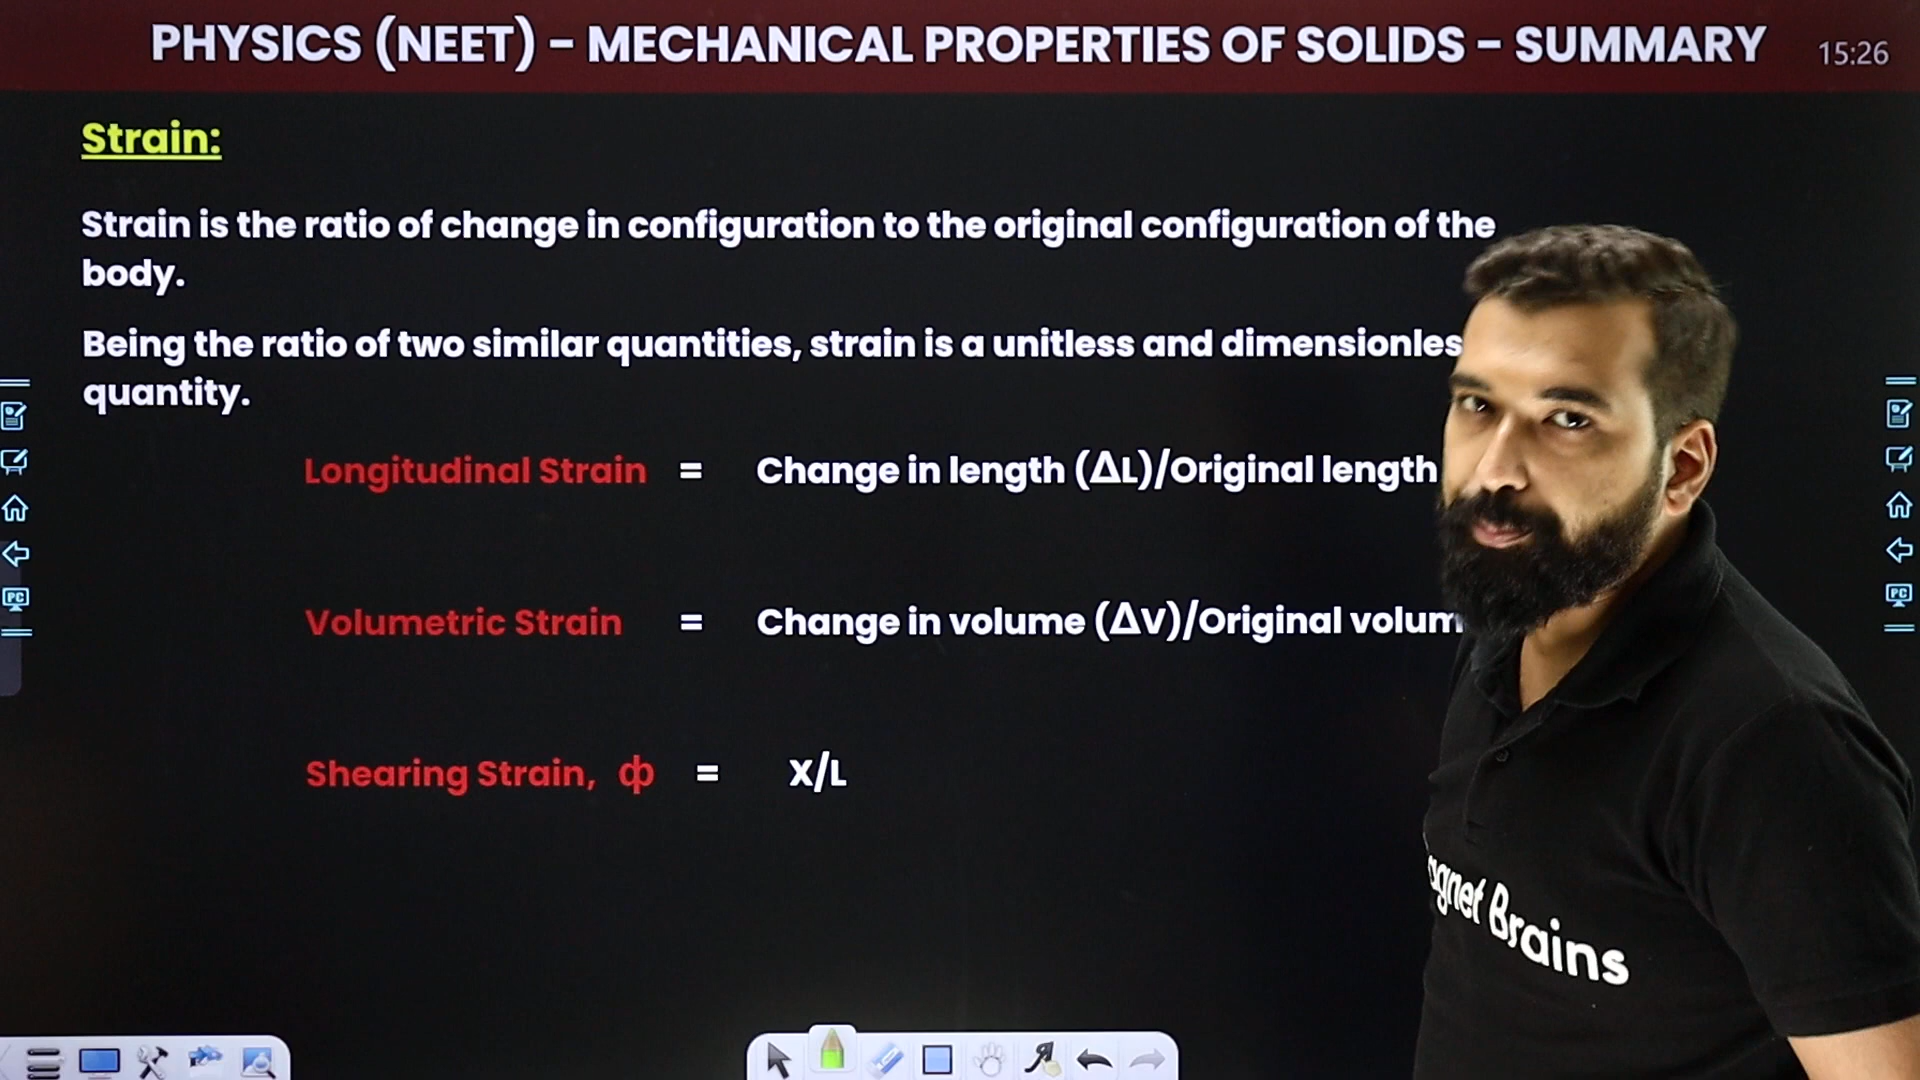 PHYSICS (NEET) – MECHANICAL PROPERTIES OF SOLIDS – SUMMARY 15:26
Strain:
Strain is the ratio of change in configuration to the original configuration of the
body.
Being the ratio of two similar quantities, strain is a unitless and dimensionles
quantity.
Longitudinal Strain = Change in length (ΔL)/Original length
Volumetric Strain = Change in volume (ΔV)/Original volum
Shearing Strain, ф = X/L
agnet Brains
PC
PC